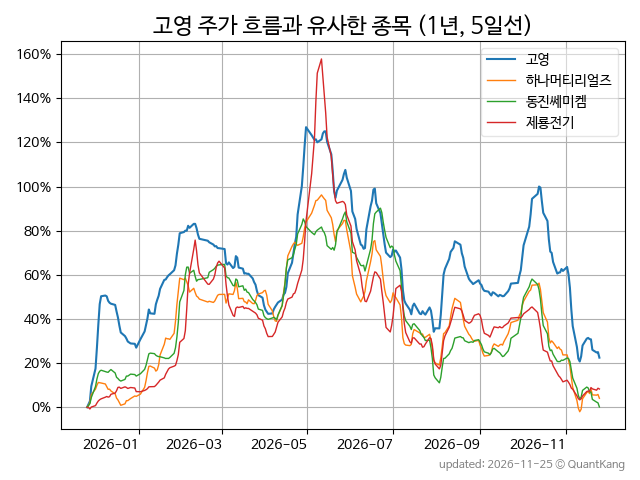 고영 주가 흐름과 유사한 종목 (1년, 5일선)
160%
140%
120%
100%
80%
60%
40%
20%
0%
고영
하나머티리얼즈
동진쎄미켐
제룡전기
2026-01
2026-03
2026-05
2026-07
2026-09
2026-11
updated: 2026-11-25 © QuantKang